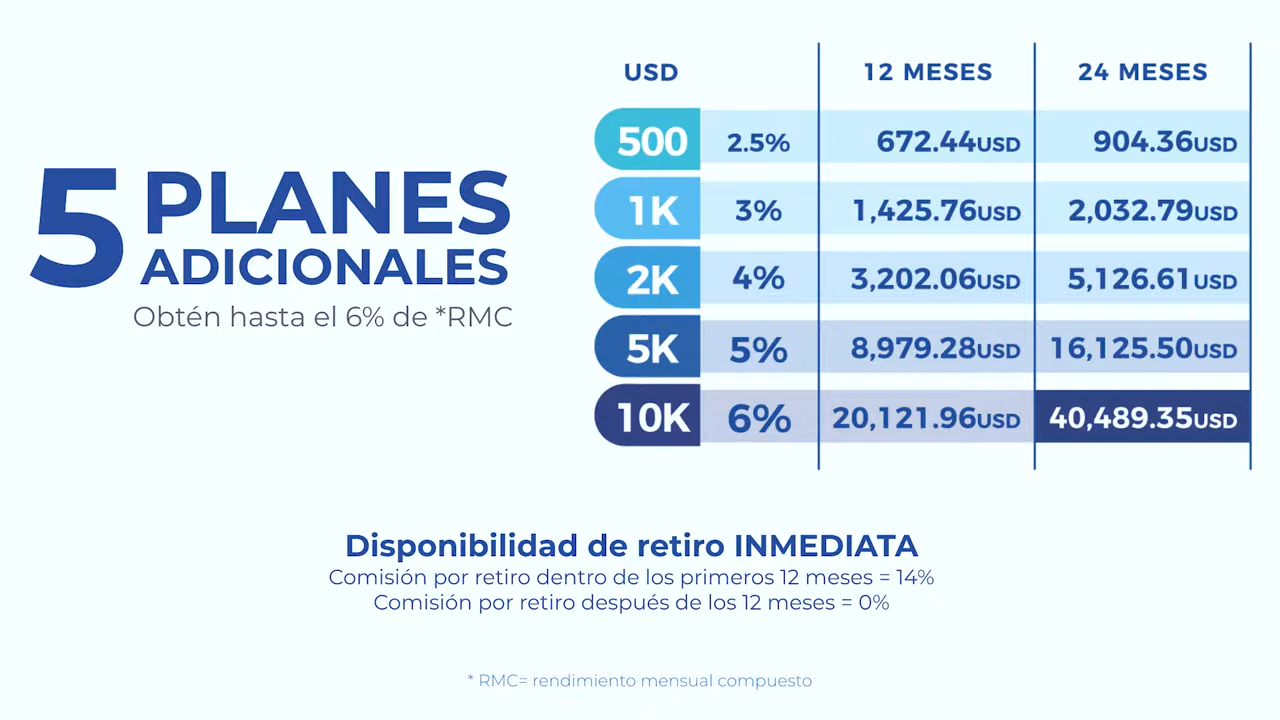 5 PLANES
ADICIONALES
Obtén hasta el 6% de *RMC
USD 12 MESES 24 MESES
500 2.5% 672.44USD 904.36USD
1K 3% 1,425.76USD 2,032.79USD
2K 4% 3,202.06USD 5,126.61USD
5K 5% 8,979.28USD 16,125.50USD
10K 6% 20,121.96USD 40,489.35USD
Disponibilidad de retiro INMEDIATA
Comisión por retiro dentro de los primeros 12 meses = 14%
Comisión por retiro después de los 12 meses = 0%
* RMC= rendimiento mensual compuesto